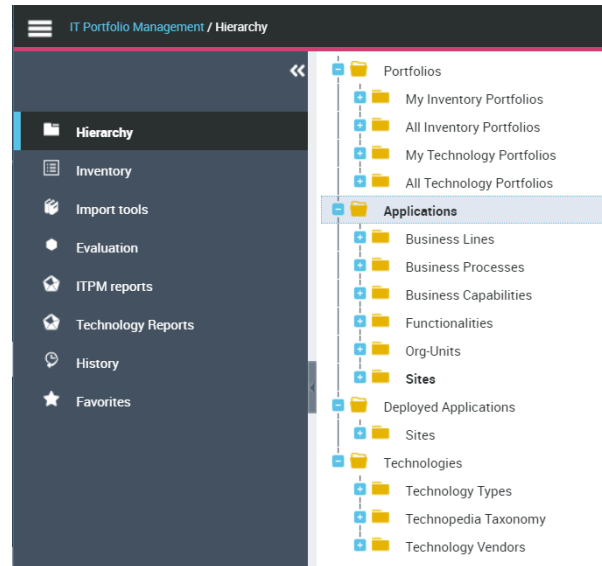 IT Portfolio Management / Hierarchy
Hierarchy
Inventory
Import tools
Evaluation
ITPM reports
Technology Reports
History
Favorites
Portfolios
My Inventory Portfolios
All Inventory Portfolios
My Technology Portfolios
All Technology Portfolios
Applications
Business Lines
Business Processes
Business Capabilities
Functionalities
Org-Units
Sites
Deployed Applications
Sites
Technologies
Technology Types
Technopedia Taxonomy
Technology Vendors